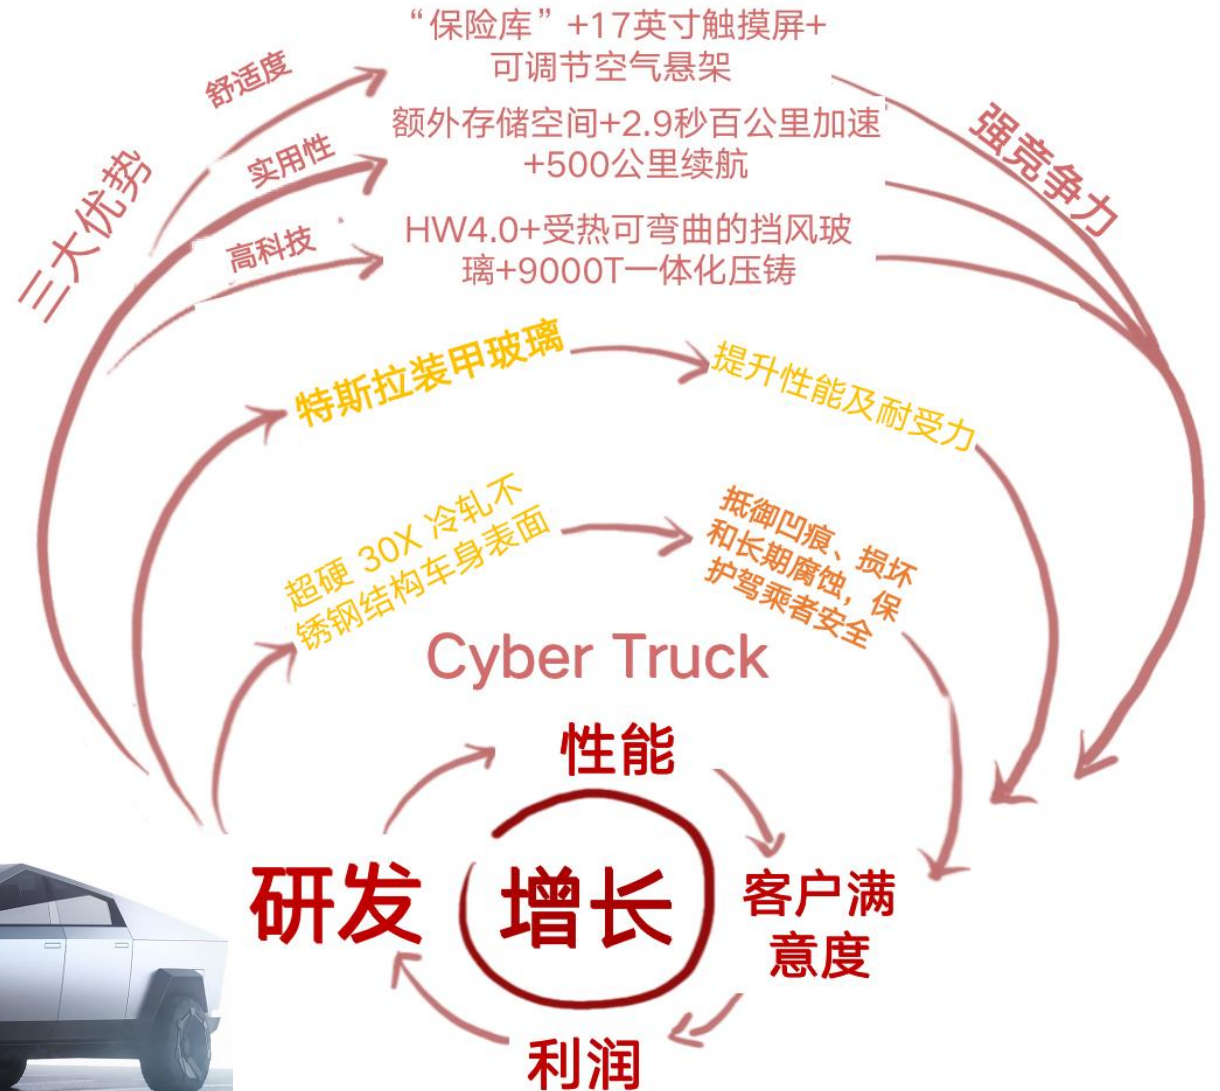 “保险库”+17英寸触摸屏+
可调节空气悬架
舒适度
额外存储空间+2.9秒百公里加速
+500公里续航
实用性
三大优势
强竞争力
HW4.0+受热可弯曲的挡风玻
璃+9000T一体化压铸
高科技
特斯拉装甲玻璃
提升性能及耐受力
超硬 30X 冷轧不
锈钢结构车身表面
抵御凹痕、损坏
和长期腐蚀，保
护驾乘者安全
Cyber Truck
性能
研发
增长
客户满
意度
利润